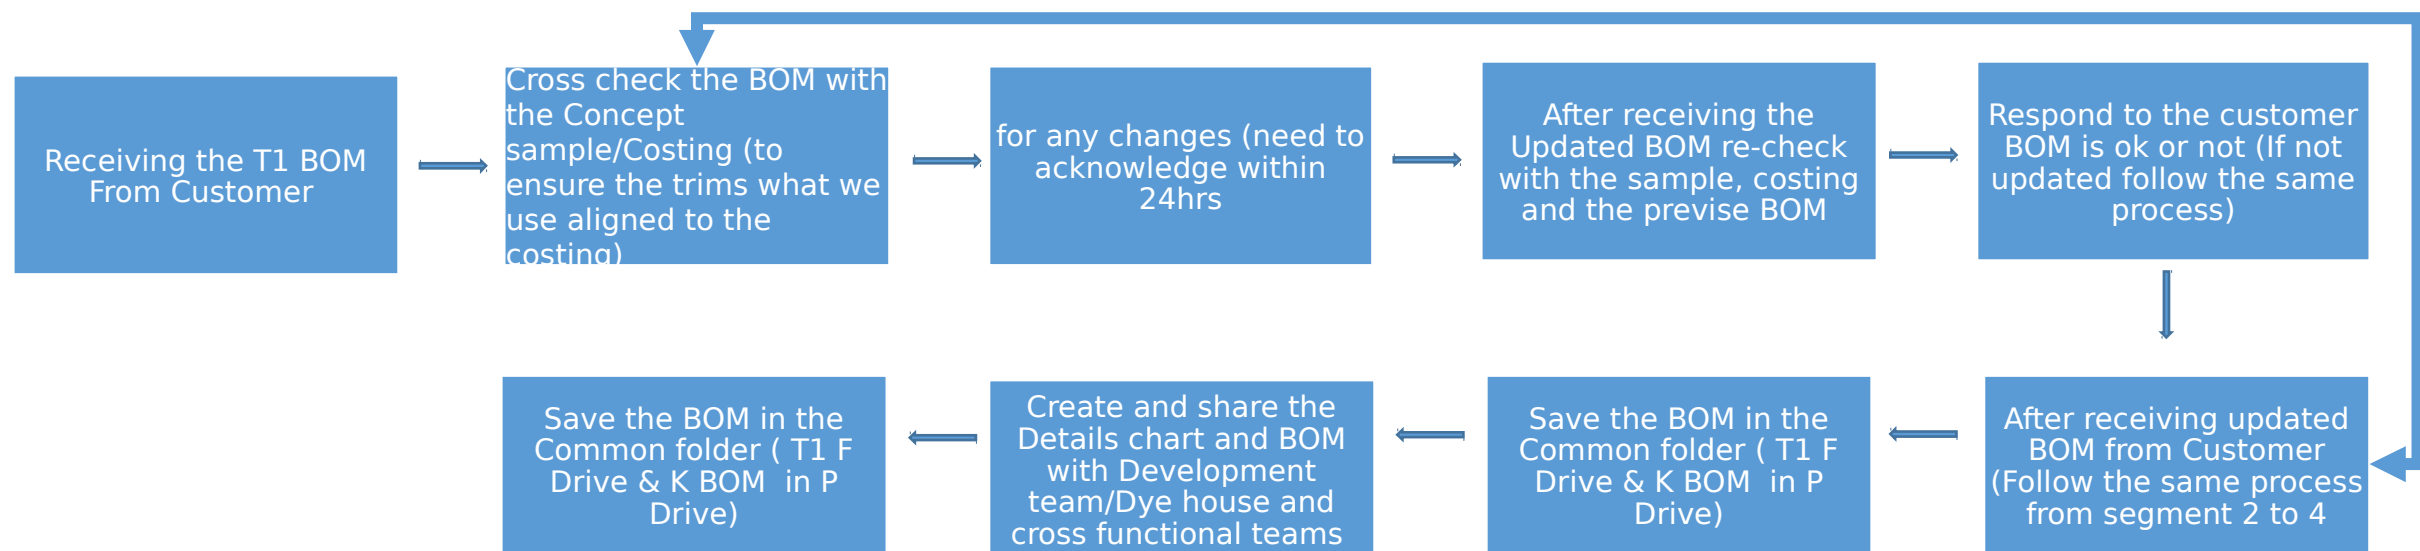 Receiving the T1 BOM
From Customer
Cross check the BOM with
the Concept
sample/Costing (to
ensure the trims what we
use aligned to the
costing)
for any changes (need to
acknowledge within
24hrs
After receiving the
Updated BOM re-check
with the sample, costing
and the previse BOM
Respond to the customer
BOM is ok or not (If not
updated follow the same
process)
After receiving updated
BOM from Customer
(Follow the same process
from segment 2 to 4
Save the BOM in the
Common folder ( T1 F
Drive & K BOM  in P
Drive)
Create and share the
Details chart and BOM
with Development
team/Dye house and
cross functional teams
Save the BOM in the
Common folder ( T1 F
Drive & K BOM  in P
Drive)